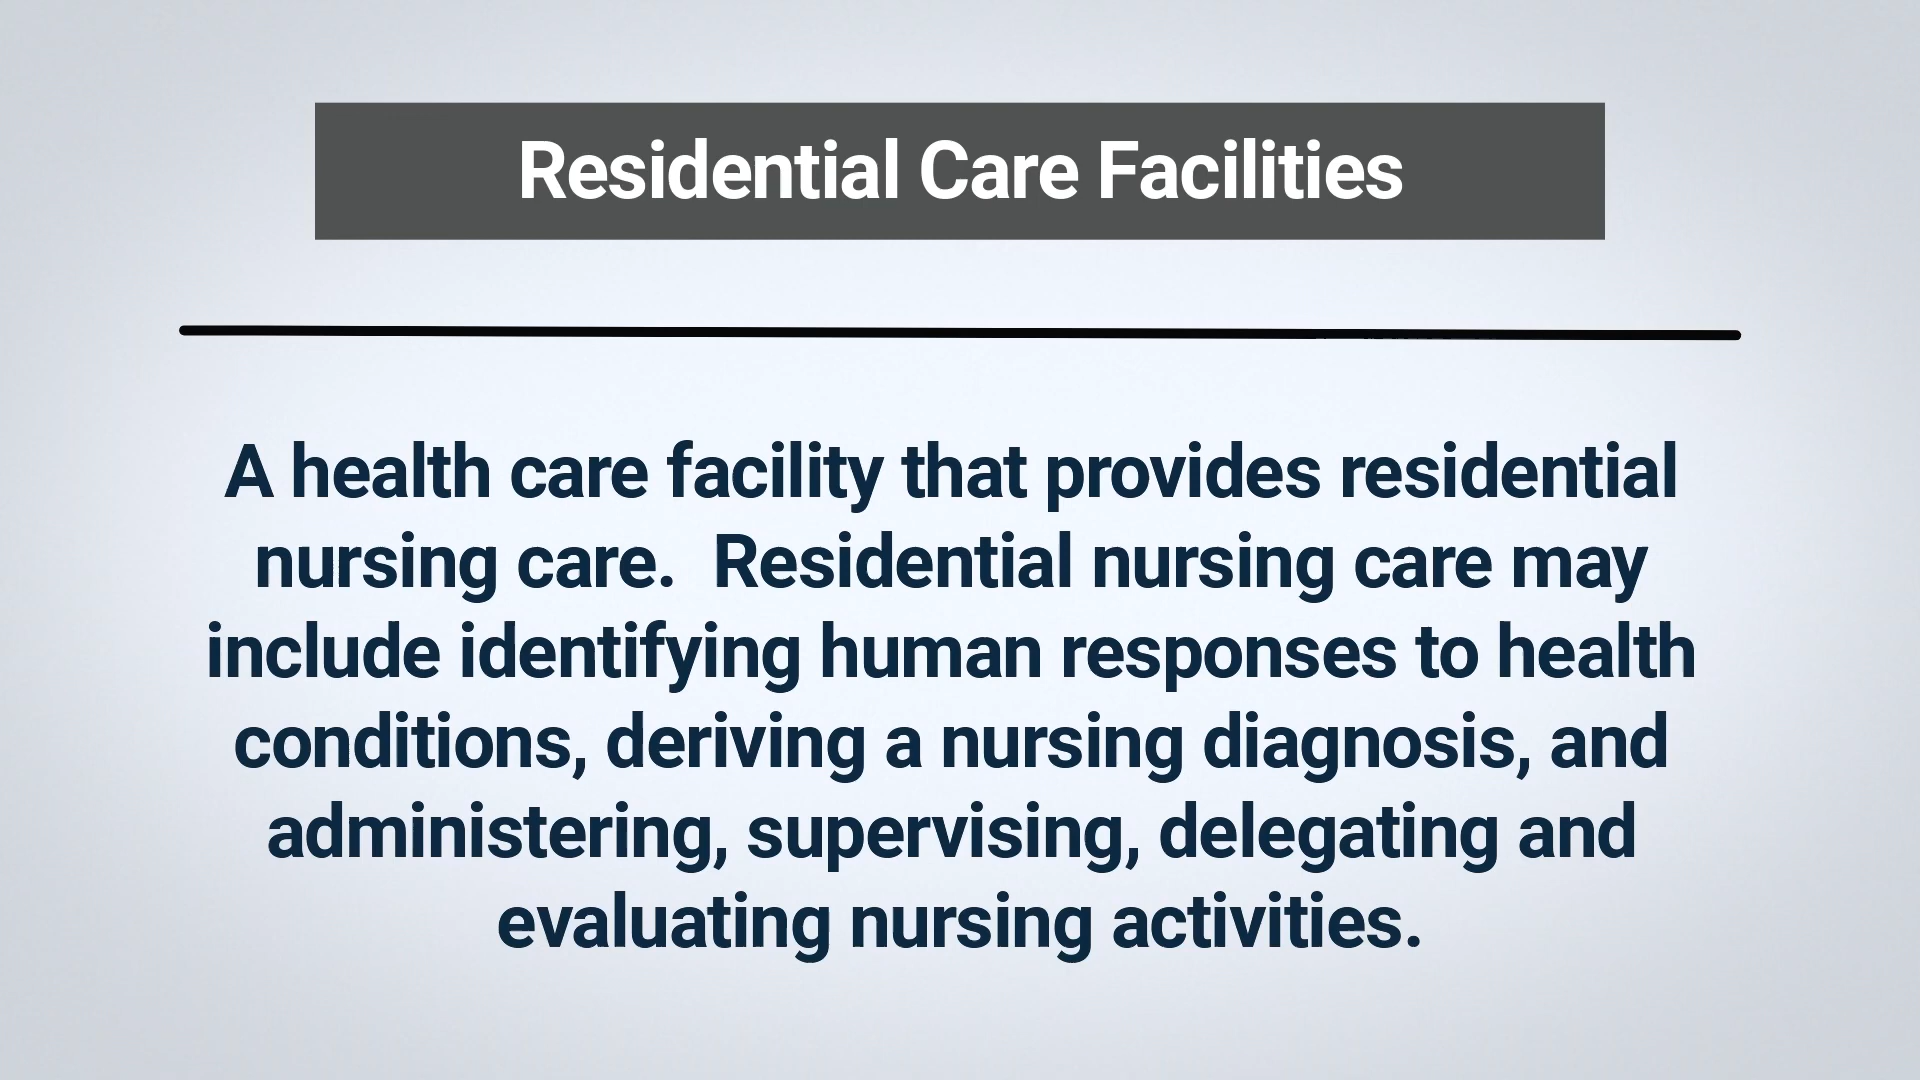 Residential Care Facilities
A health care facility that provides residential
nursing care.  Residential nursing care may
include identifying human responses to health
conditions, deriving a nursing diagnosis, and
administering, supervising, delegating and
evaluating nursing activities.